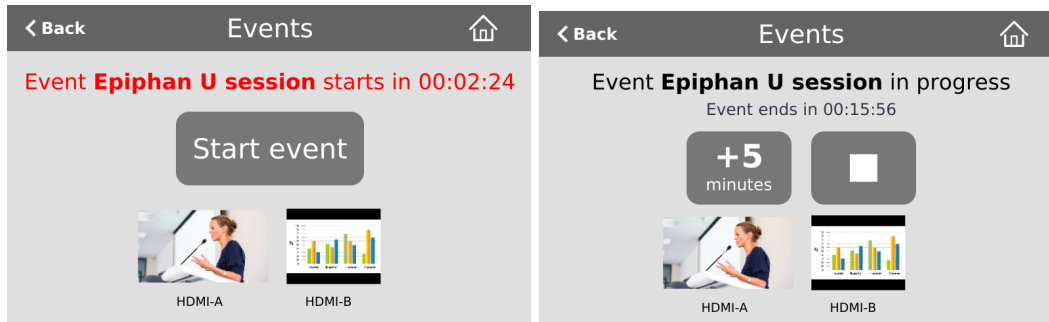 Back
Events
Event Epiphan U session starts in 00:02:24
Start event
HDMI-A
HDMI-B
Back
Events
Event Epiphan U session in progress
Event ends in 00:15:56
+5
minutes
HDMI-A
HDMI-B